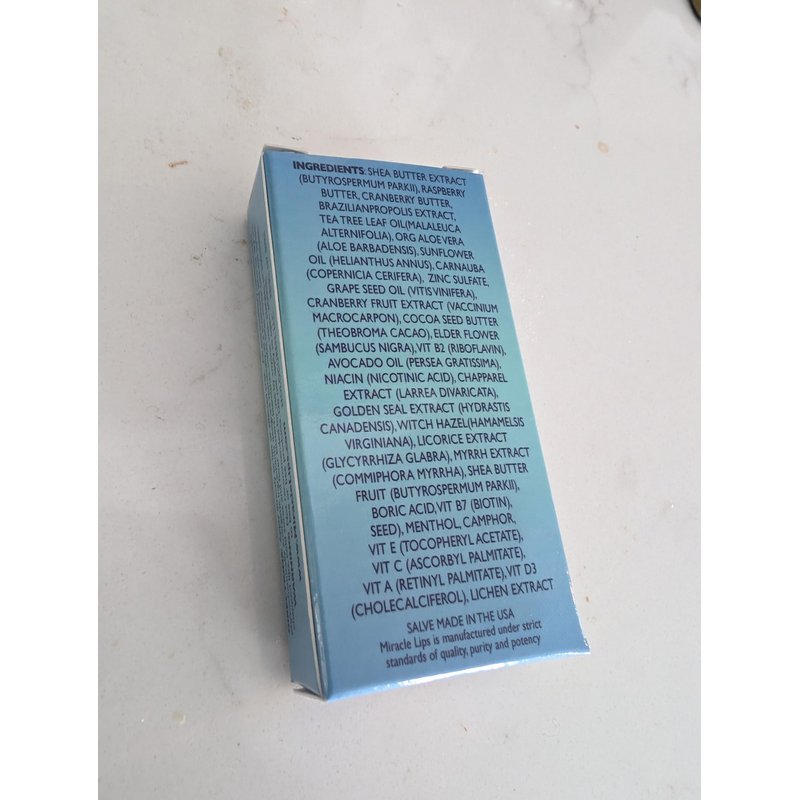 INGREDIENTS: SHEA BUTTER EXTRACT
(BUTYROSPERMUM PARKII), RASPBERRY
BUTTER, CRANBERRY BUTTER,
BRAZILIANPROPOLIS EXTRACT,
TEA TREE LEAF OIL(MALALEUCA
ALTERNIFOLIA), ORG ALOE VERA
(ALOE BARBADENSIS), SUNFLOWER
OIL (HELIANTHUS ANNUS), CARNAUBA
(COPERNICIA CERIFERA), ZINC SULFATE,
GRAPE SEED OIL (VITIS VINIFERA),
CRANBERRY FRUIT EXTRACT (VACCINIUM
MACROCARPON), COCOA SEED BUTTER
(THEOBROMA CACAO), ELDER FLOWER
(SAMBUCUS NIGRA), VIT B2 (RIBOFLAVIN),
AVOCADO OIL (PERSEA GRATISSIMA),
NIACIN (NICOTINIC ACID), CHAPPAREL
EXTRACT (LARREA DIVARICATA),
GOLDEN SEAL EXTRACT (HYDRASTIS
CANADENSIS), WITCH HAZEL(HAMAMELSIS
VIRGINIANA), LICORICE EXTRACT
(GLYCYRRHIZA GLABRA), MYRRH EXTRACT
(COMMIPHORA MYRRHA), SHEA BUTTER
FRUIT (BUTYROSPERMUM PARKII),
BORIC ACID, VIT B7 (BIOTIN),
SEED), MENTHOL, CAMPHOR,
VIT E (TOCOPHERYL ACETATE),
VIT C (ASCORBYL PALMITATE),
VIT A (RETINYL PALMITATE), VIT D3
(CHOLECALCIFEROL), LICHEN EXTRACT
SALVE MADE IN THE USA
Miracle Lips is manufactured under strict
standards of quality, purity and potency